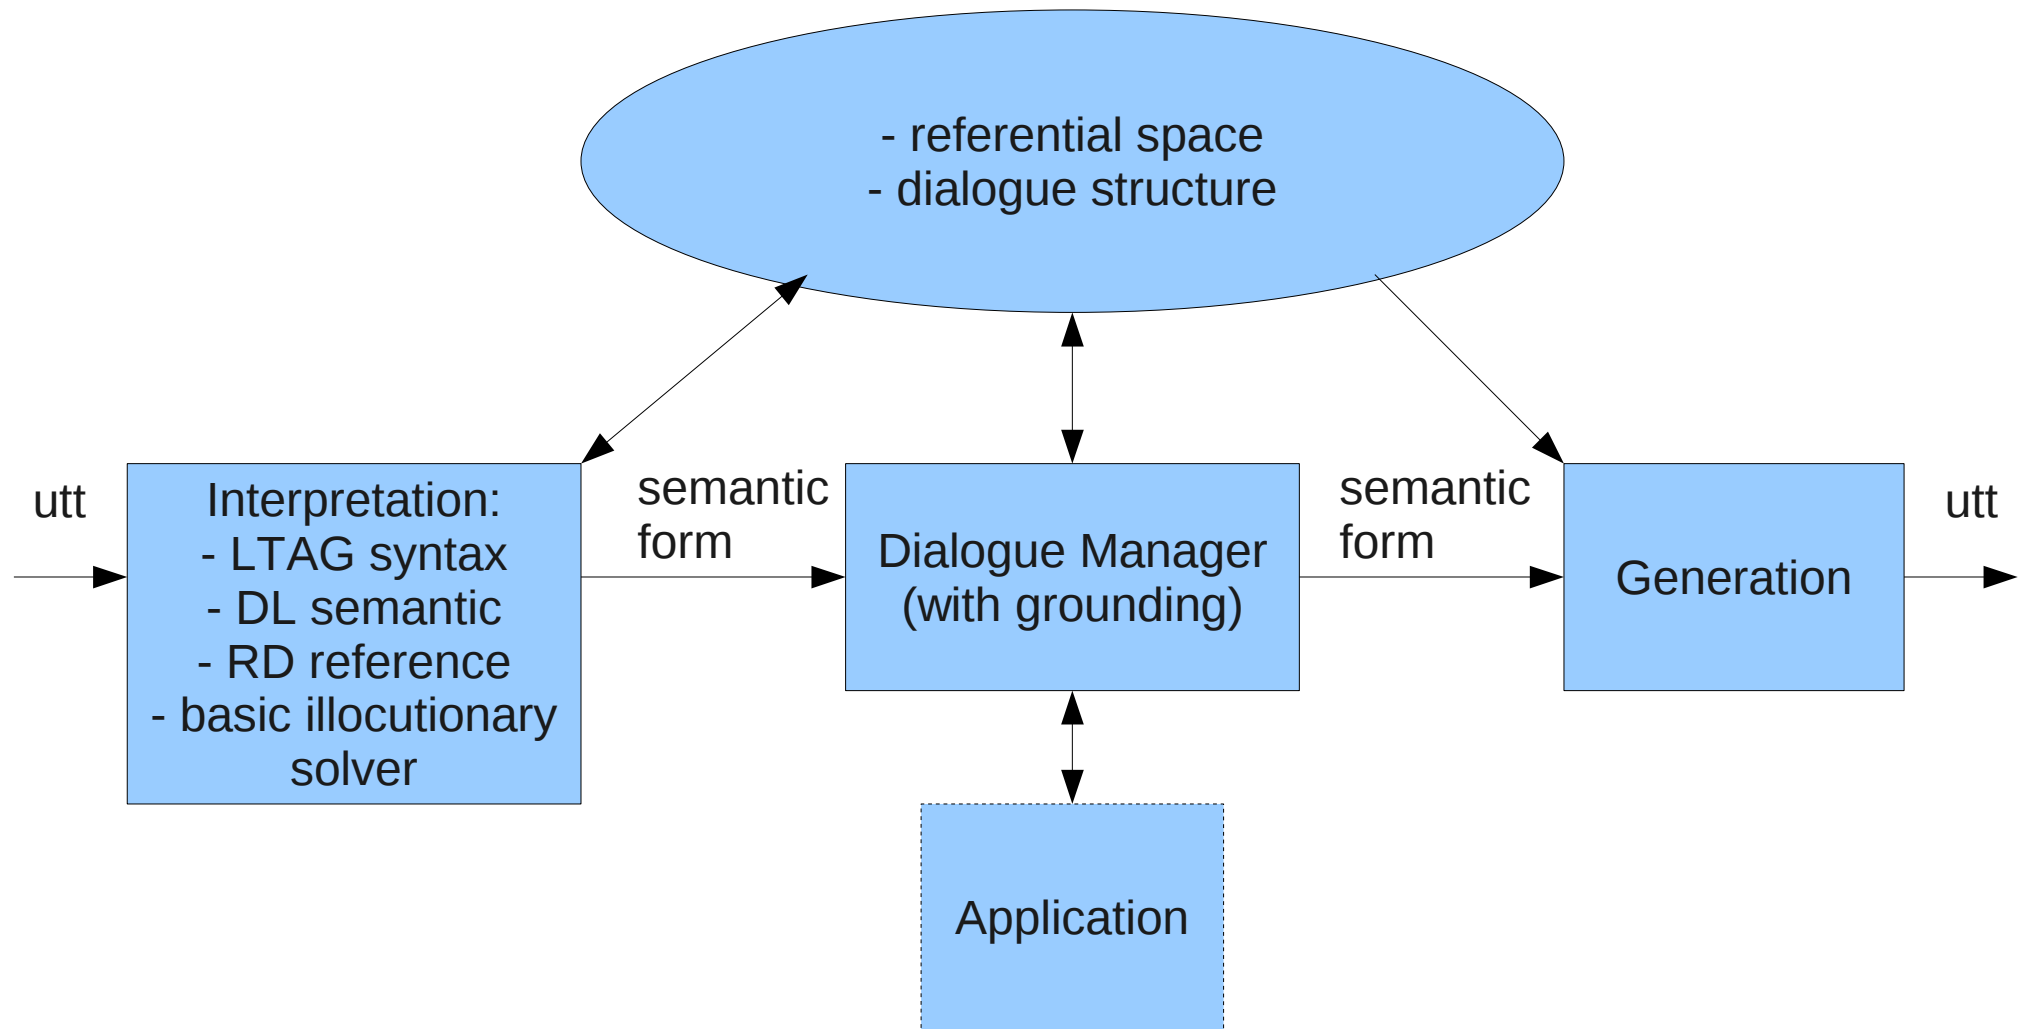 - referential space
- dialogue structure
utt
Interpretation:
- LTAG syntax
- DL semantic
- RD reference
- basic illocutionary
solver
semantic
form
Dialogue Manager
(with grounding)
semantic
form
Generation
utt
Application